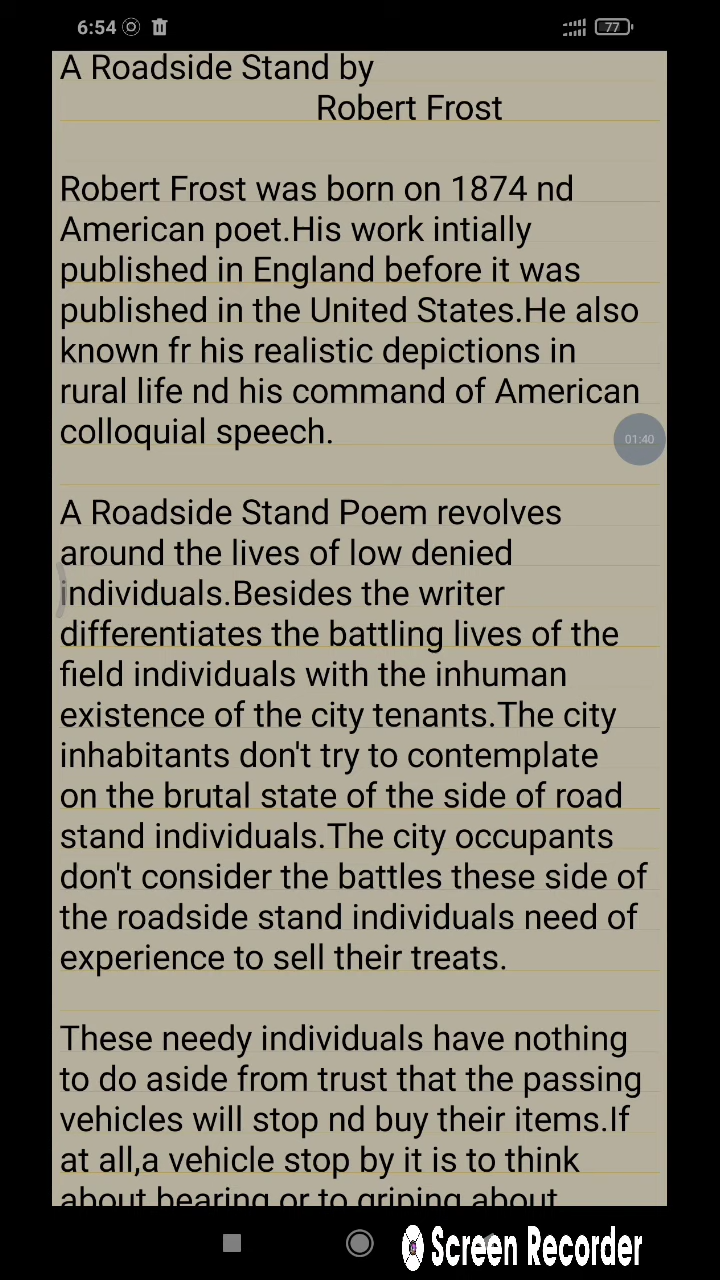 6:54
77
A Roadside Stand by
Robert Frost
Robert Frost was born on 1874 nd
American poet.His work intially
published in England before it was
published in the United States.He also
known fr his realistic depictions in
rural life nd his command of American
colloquial speech.
01:40
A Roadside Stand Poem revolves
around the lives of low denied
individuals.Besides the writer
differentiates the battling lives of the
field individuals with the inhuman
existence of the city tenants.The city
inhabitants don't try to contemplate
on the brutal state of the side of road
stand individuals.The city occupants
don't consider the battles these side of
the roadside stand individuals need of
experience to sell their treats.
These needy individuals have nothing
to do aside from trust that the passing
vehicles will stop nd buy their items.If
at all,a vehicle stop by it is to think
about bearing or to griping about
Screen Recorder